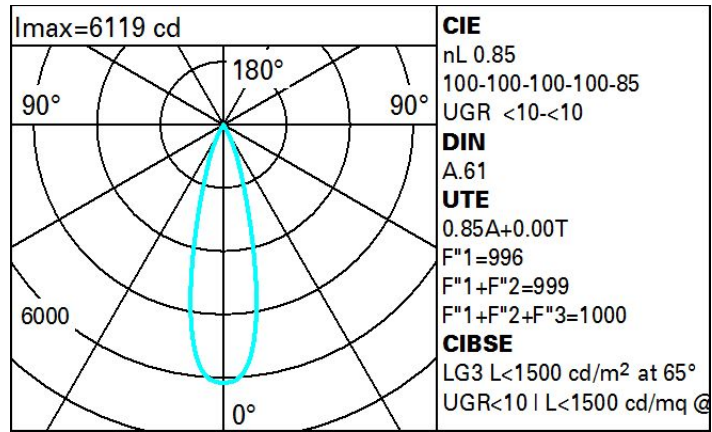 Imax=6119 cd
180°
90°
90°
6000
0°
CIE
nL 0.85
100-100-100-100-85
UGR <10-<10
DIN
A.61
UTE
0.85A+0.00T
F"1=996
F"1+F"2=999
F"1+F"2+F"3=1000
CIBSE
LG3 L<1500 cd/m² at 65°
UGR<10 | L<1500 cd/mq @